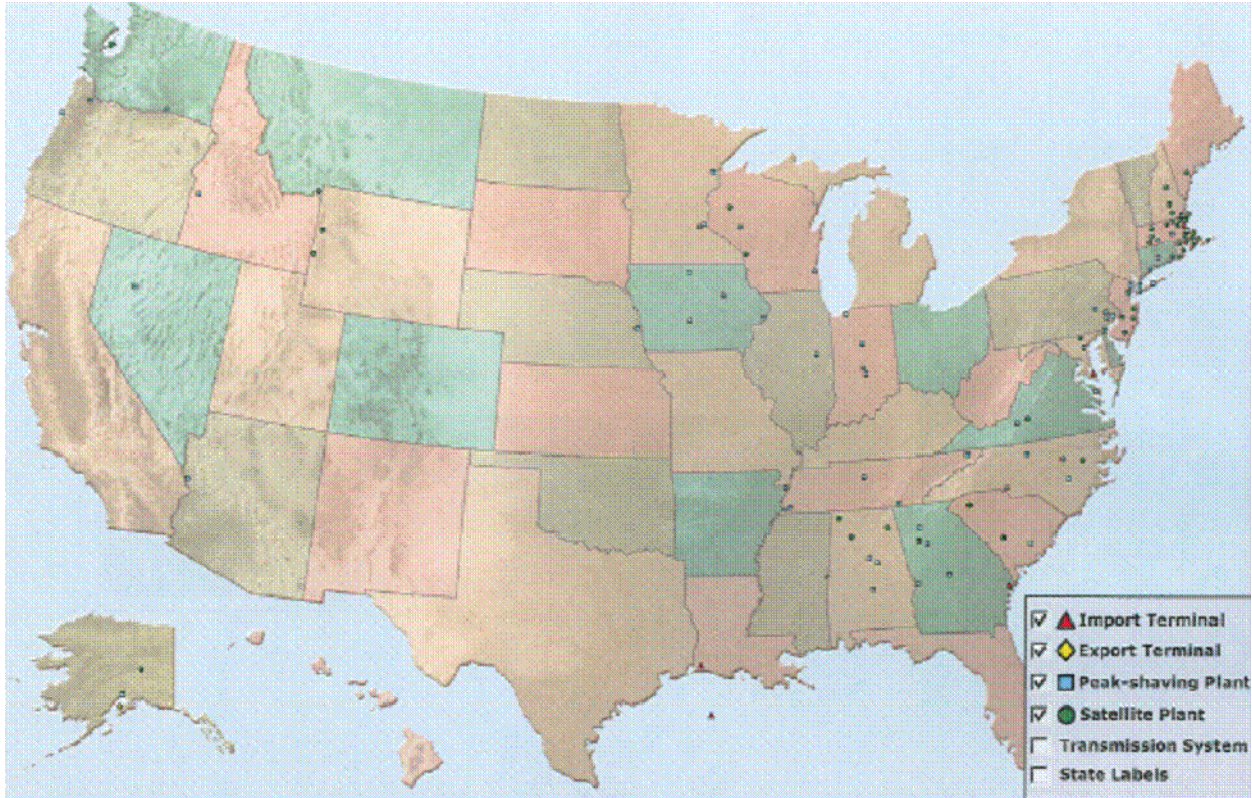 Import Terminal
Export Terminal
Peak-shaving Plant
Satellite Plant
Transmission System
State Labels